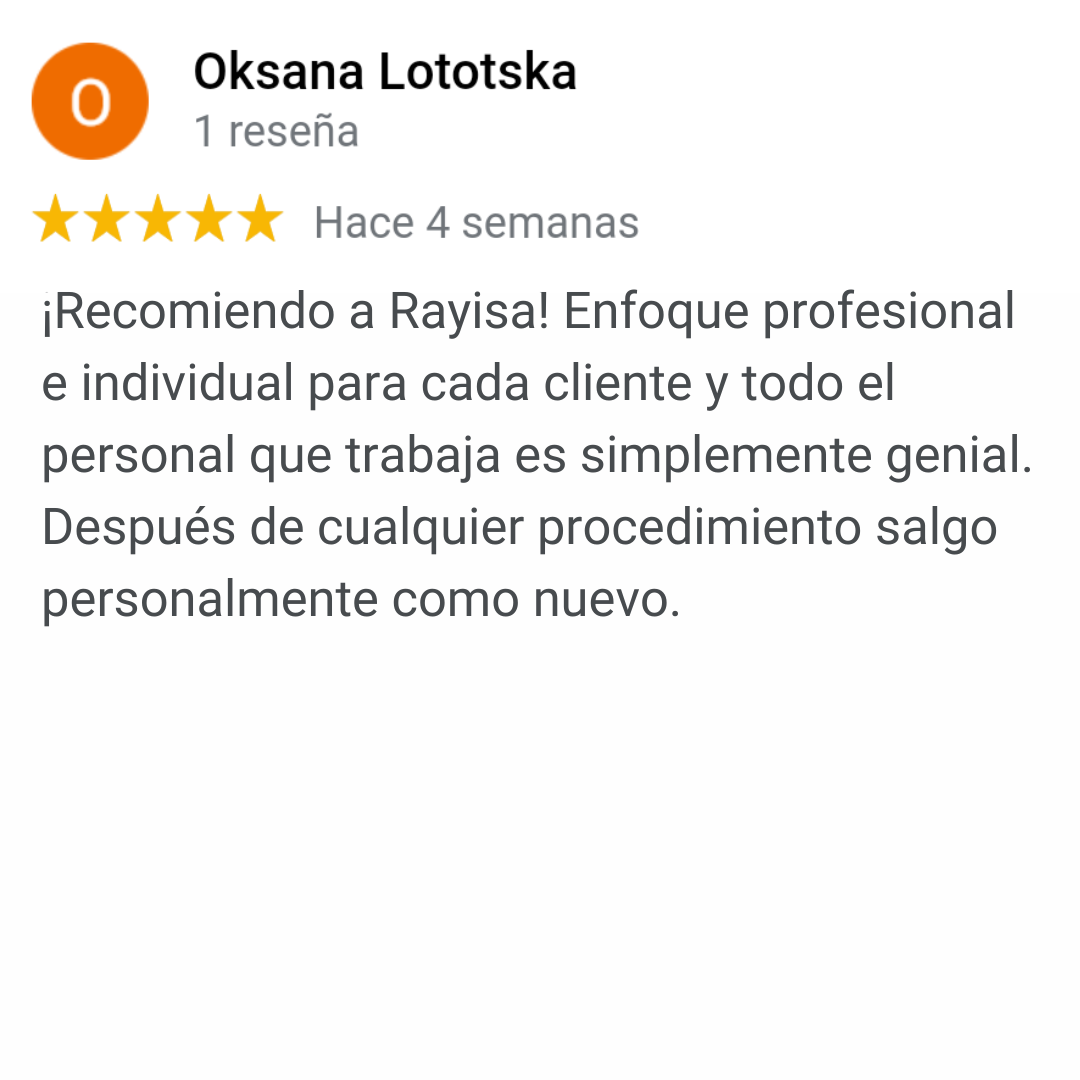 O
Oksana Lototska
1 reseña
Hace 4 semanas
¡Recomiendo a Rayisa! Enfoque profesional
e individual para cada cliente y todo el
personal que trabaja es simplemente genial.
Después de cualquier procedimiento salgo
personalmente como nuevo.